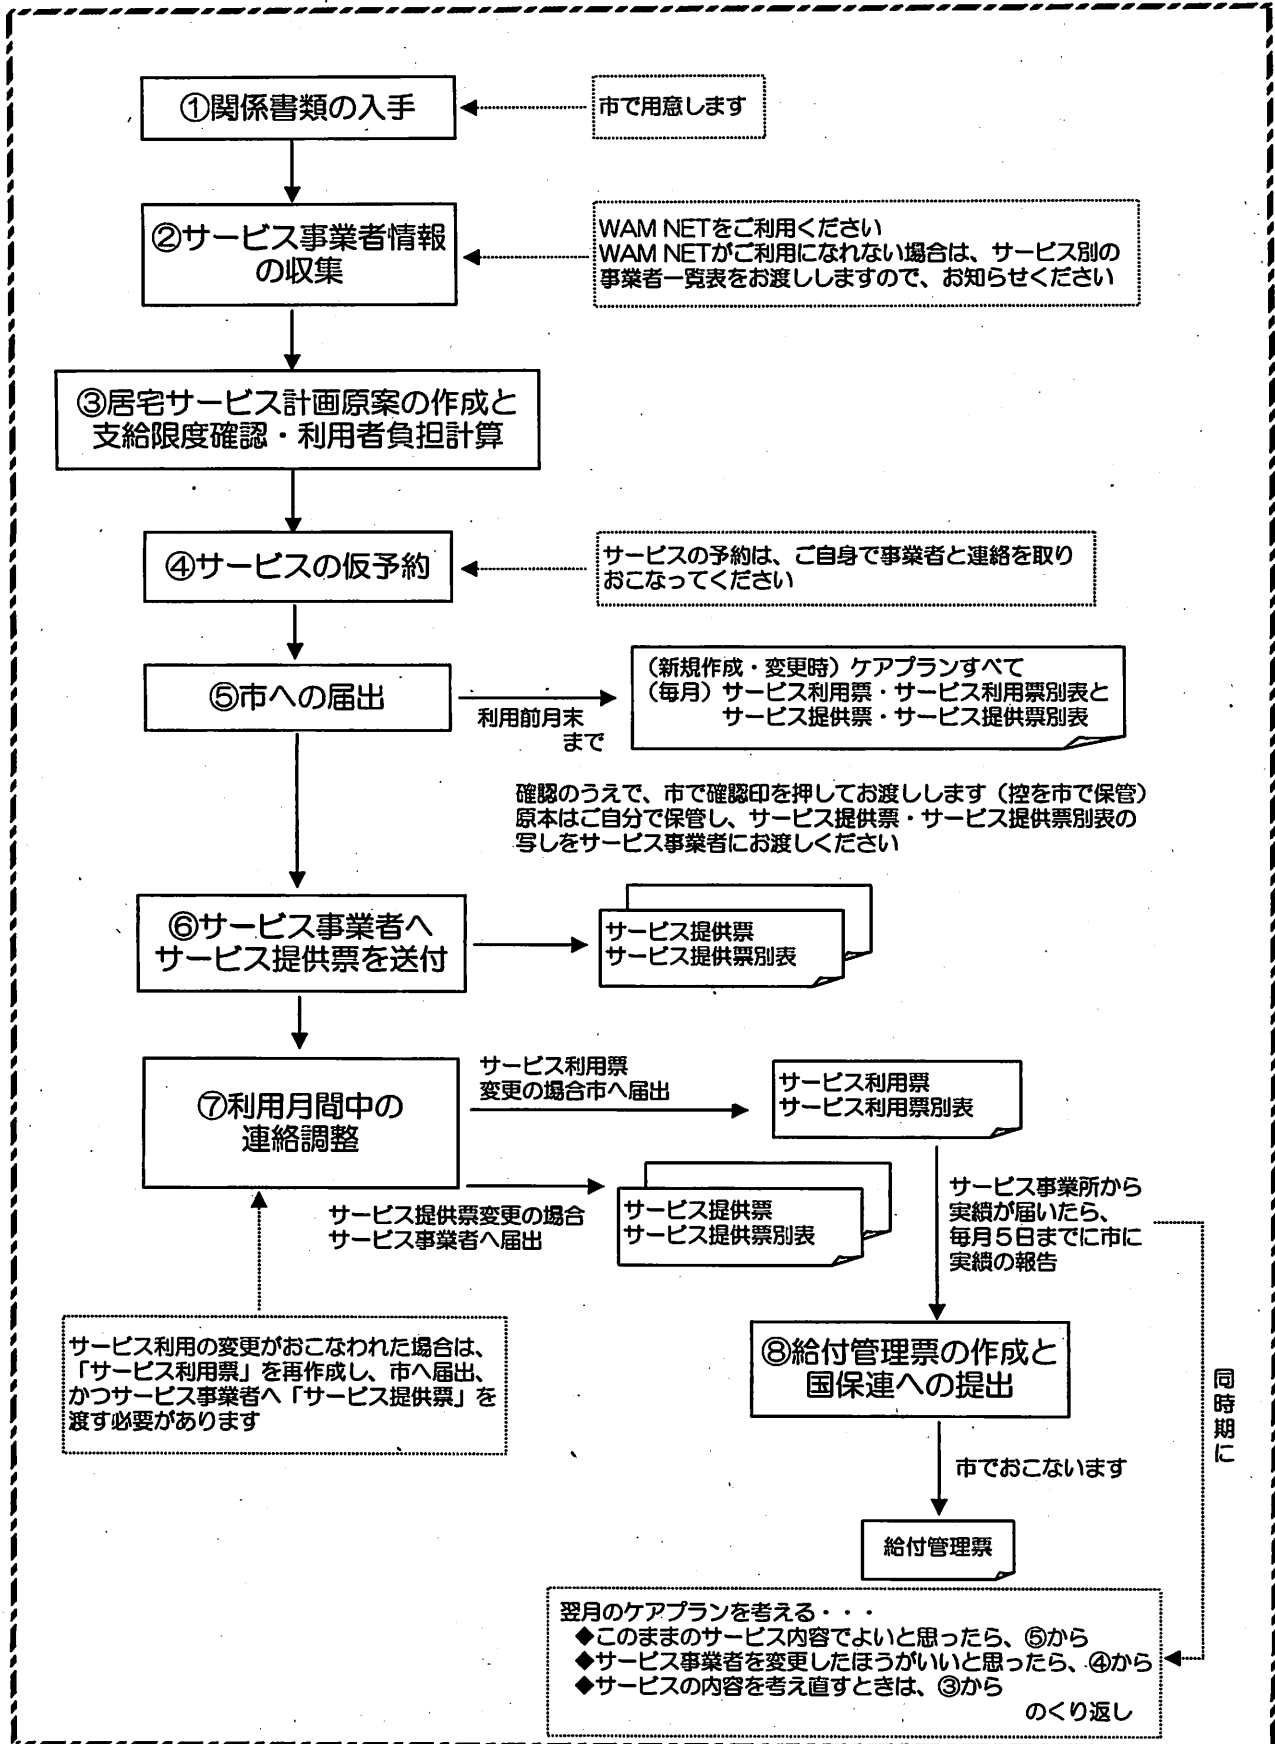 ①関係書類の入手
市で用意します
②サービス事業者情報
の収集
WAM NETをご利用ください
WAM NETがご利用になれない場合は、サービス別の
事業者一覧表をお渡ししますので、お知らせください
③居宅サービス計画原案の作成と
支給限度確認・利用者負担計算
④サービスの仮予約
サービスの予約は、ご自身で事業者と連絡を取り
おこなってください
⑤市への届出
利用前月末
まで
（新規作成・変更時）ケアプランすべて
（毎月）サービス利用票・サービス利用票別表と
サービス提供票・サービス提供票別表
確認のうえで、市で確認印を押してお渡しします（控を市で保管）
原本はご自分で保管し、サービス提供票・サービス提供票別表の
写しをサービス事業者にお渡しください
⑥サービス事業者へ
サービス提供票を送付
サービス提供票
サービス提供票別表
⑦利用月間中の
連絡調整
サービス利用票
変更の場合市へ届出
サービス利用票
サービス利用票別表
サービス提供票変更の場合
サービス事業者へ届出
サービス提供票
サービス提供票別表
サービス事業所から
実績が届いたら、
毎月５日までに市に
実績の報告
サービス利用の変更がおこなわれた場合は、
「サービス利用票」を再作成し、市へ届出、
かつサービス事業者へ「サービス提供票」を
渡す必要があります
⑧給付管理票の作成と
国保連への提出
同時期に
市でおこないます
給付管理票
翌月のケアプランを考える・・・
◆このままのサービス内容でよいと思ったら、⑤から
◆サービス事業者を変更したほうがいいと思ったら、④から
◆サービスの内容を考え直すときは、③から
のくり返し